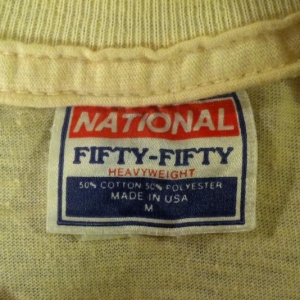 NATIONAL
FIFTY-FIFTY
HEAVYWEIGHT
50% COTTON 50% POLYESTER
MADE IN USA
M